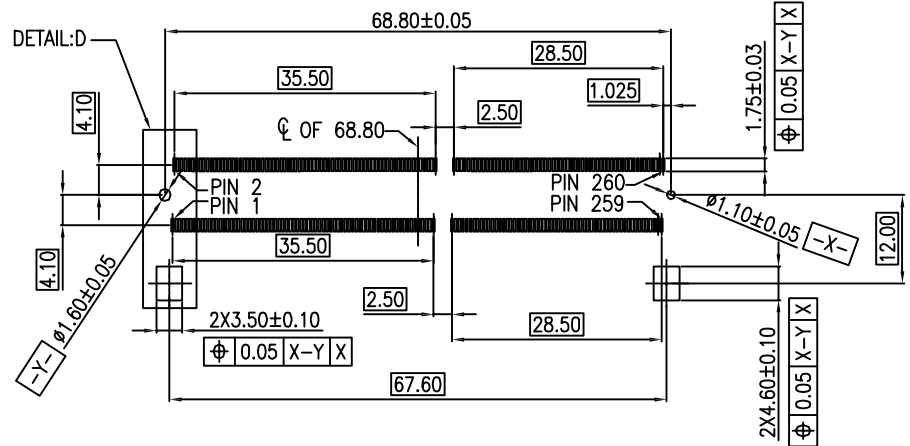 68.80±0.05
DETAIL:D
28.50
35.50
1.025
1.75±0.03
⌖ 0.05 X-Y X
4.10
2.50
℄ OF 68.80
PIN 2
PIN 1
PIN 260
PIN 259
ø1.10±0.05 -X-
12.00
4.10
35.50
-Y- ø1.60±0.05
2.50
2X3.50±0.10
⌖ 0.05 X-Y X
28.50
67.60
2X4.60±0.10
⌖ 0.05 X-Y X